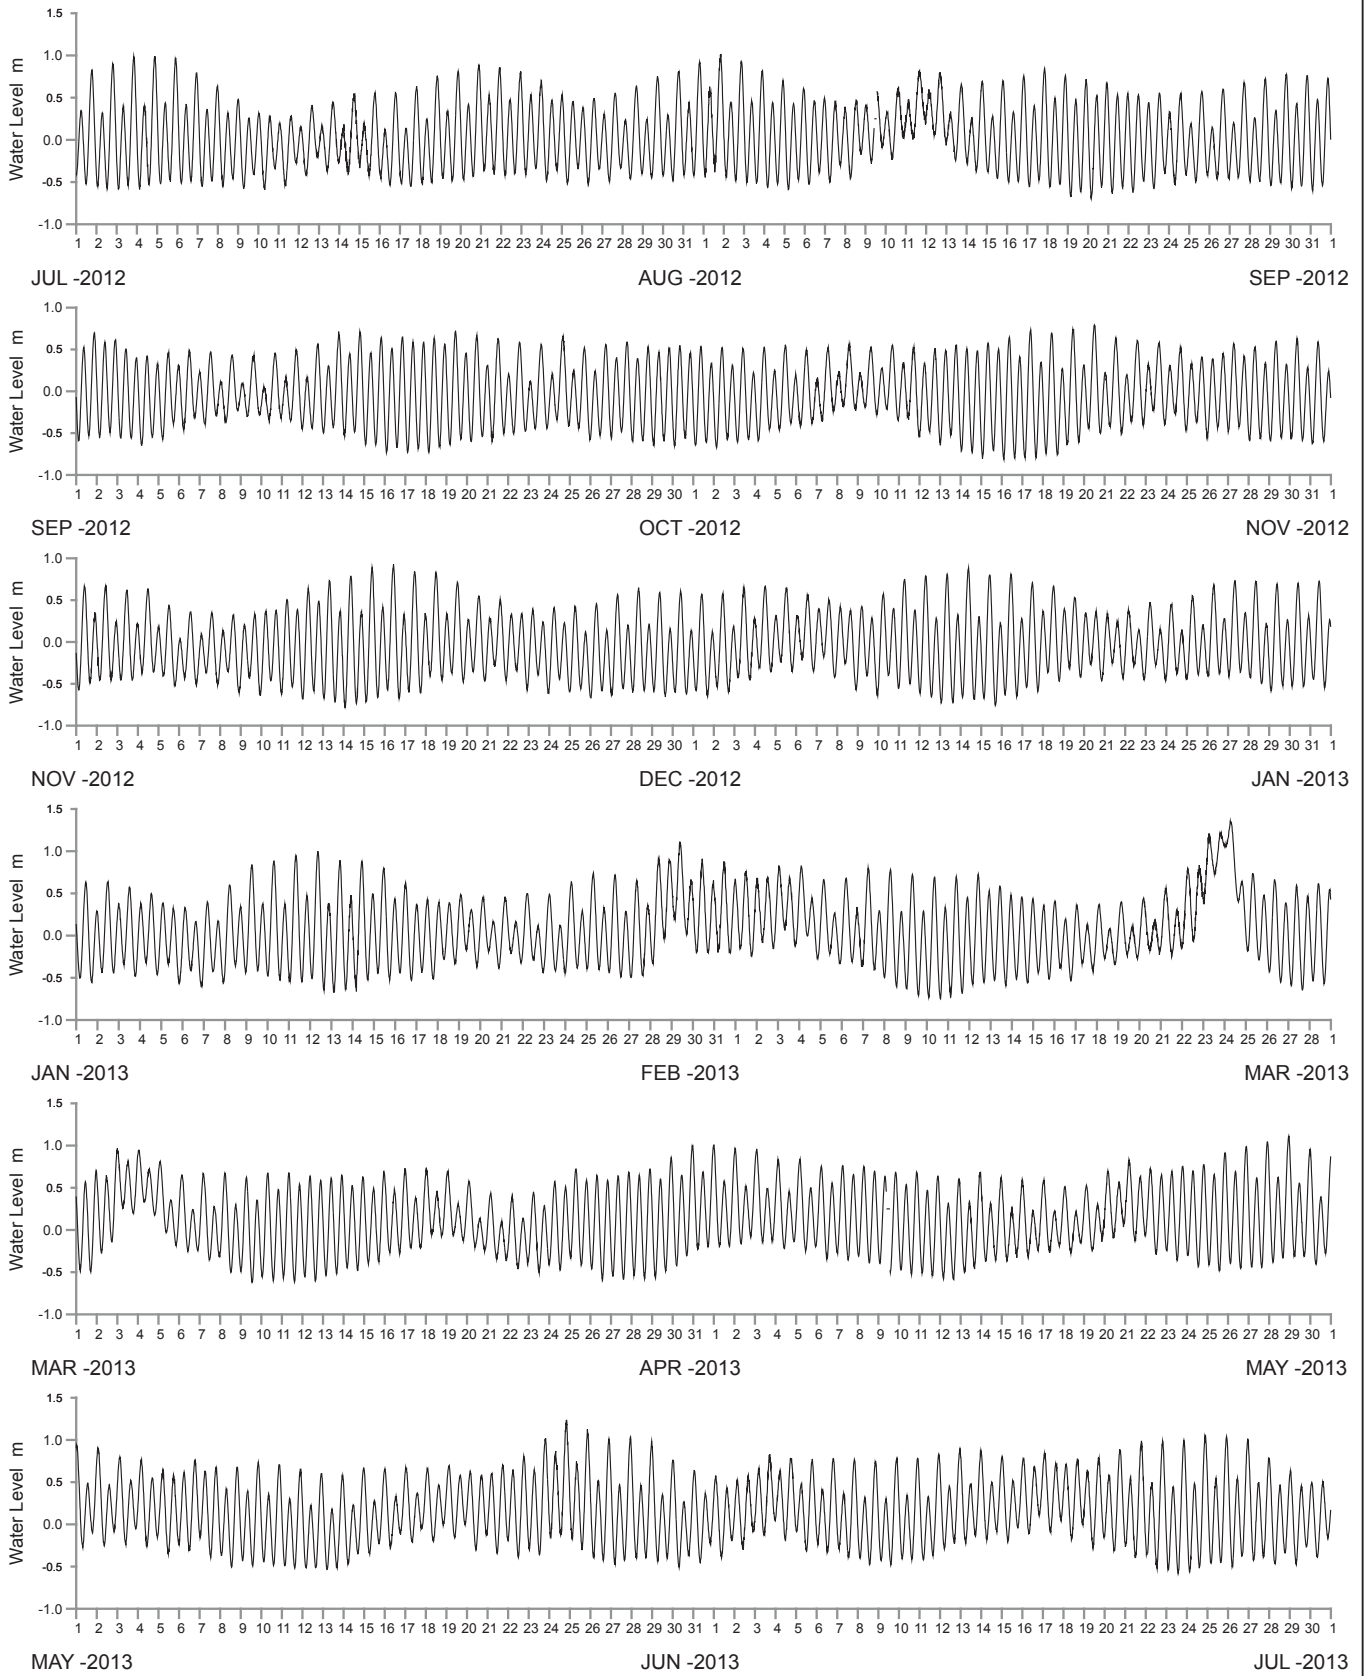 1.5
1.0
0.5
0.0
-0.5
-1.0
Water Level m
1 2 3 4 5 6 7 8 9 10 11 12 13 14 15 16 17 18 19 20 21 22 23 24 25 26 27 28 29 30 31 1 2 3 4 5 6 7 8 9 10 11 12 13 14 15 16 17 18 19 20 21 22 23 24 25 26 27 28 29 30 31 1
JUL -2012 AUG -2012 SEP -2012
1.0
0.5
0.0
-0.5
-1.0
Water Level m
1 2 3 4 5 6 7 8 9 10 11 12 13 14 15 16 17 18 19 20 21 22 23 24 25 26 27 28 29 30 1 2 3 4 5 6 7 8 9 10 11 12 13 14 15 16 17 18 19 20 21 22 23 24 25 26 27 28 29 30 31 1
SEP -2012 OCT -2012 NOV -2012
1.0
0.5
0.0
-0.5
-1.0
Water Level m
1 2 3 4 5 6 7 8 9 10 11 12 13 14 15 16 17 18 19 20 21 22 23 24 25 26 27 28 29 30 1 2 3 4 5 6 7 8 9 10 11 12 13 14 15 16 17 18 19 20 21 22 23 24 25 26 27 28 29 30 31 1
NOV -2012 DEC -2012 JAN -2013
1.5
1.0
0.5
0.0
-0.5
-1.0
Water Level m
1 2 3 4 5 6 7 8 9 10 11 12 13 14 15 16 17 18 19 20 21 22 23 24 25 26 27 28 29 30 31 1 2 3 4 5 6 7 8 9 10 11 12 13 14 15 16 17 18 19 20 21 22 23 24 25 26 27 28 1
JAN -2013 FEB -2013 MAR -2013
1.5
1.0
0.5
0.0
-0.5
-1.0
Water Level m
1 2 3 4 5 6 7 8 9 10 11 12 13 14 15 16 17 18 19 20 21 22 23 24 25 26 27 28 29 30 31 1 2 3 4 5 6 7 8 9 10 11 12 13 14 15 16 17 18 19 20 21 22 23 24 25 26 27 28 29 30 1
MAR -2013 APR -2013 MAY -2013
1.5
1.0
0.5
0.0
-0.5
-1.0
Water Level m
1 2 3 4 5 6 7 8 9 10 11 12 13 14 15 16 17 18 19 20 21 22 23 24 25 26 27 28 29 30 31 1 2 3 4 5 6 7 8 9 10 11 12 13 14 15 16 17 18 19 20 21 22 23 24 25 26 27 28 29 30 1
MAY -2013 JUN -2013 JUL -2013